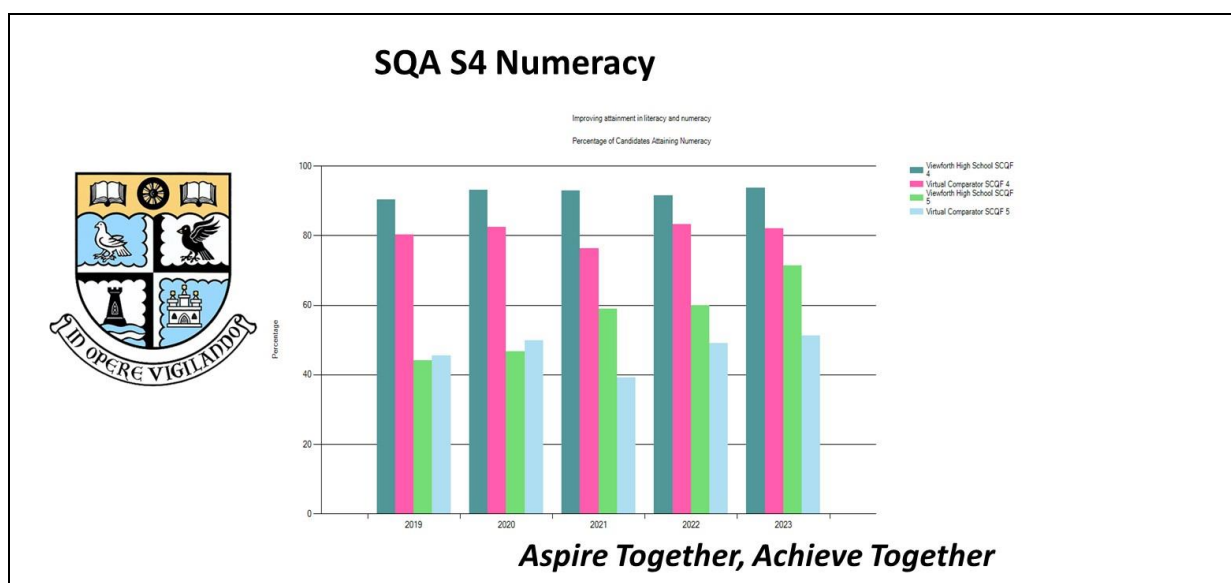 SQA S4 Numeracy
Improving attainment in literacy and numeracy
Percentage of Candidates Attaining Numeracy
IN OPERE VIGILANDO
Percentage
100
80
60
40
20
0
2019 2020 2021 2022 2023
Viewforth High School SCQF
4
Virtual Comparator SCQF 4
Viewforth High School SCQF
5
Virtual Comparator SCQF 5
Aspire Together, Achieve Together